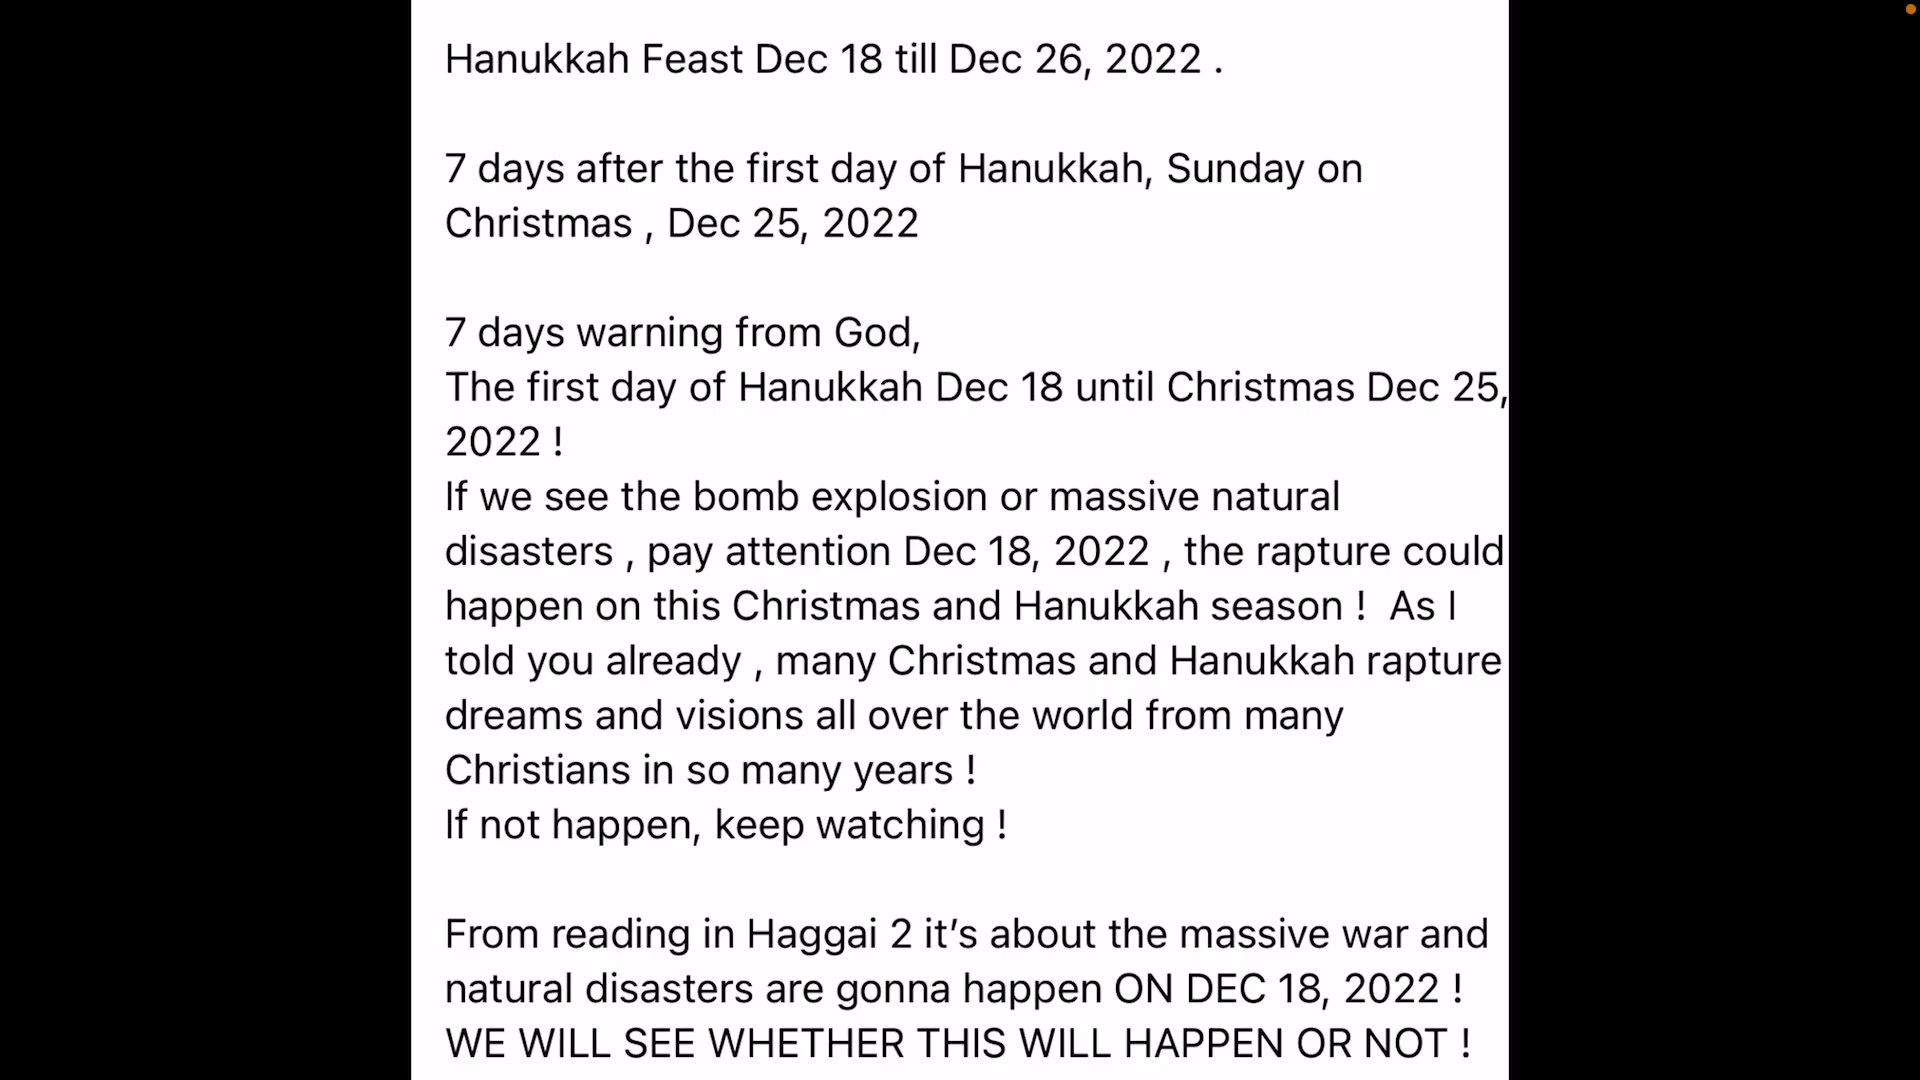 Hanukkah Feast Dec 18 till Dec 26, 2022 .
7 days after the first day of Hanukkah, Sunday on
Christmas , Dec 25, 2022
7 days warning from God,
The first day of Hanukkah Dec 18 until Christmas Dec 25,
2022 !
If we see the bomb explosion or massive natural
disasters , pay attention Dec 18, 2022 , the rapture could
happen on this Christmas and Hanukkah season !  As I
told you already , many Christmas and Hanukkah rapture
dreams and visions all over the world from many
Christians in so many years !
If not happen, keep watching !
From reading in Haggai 2 it’s about the massive war and
natural disasters are gonna happen ON DEC 18, 2022 !
WE WILL SEE WHETHER THIS WILL HAPPEN OR NOT !